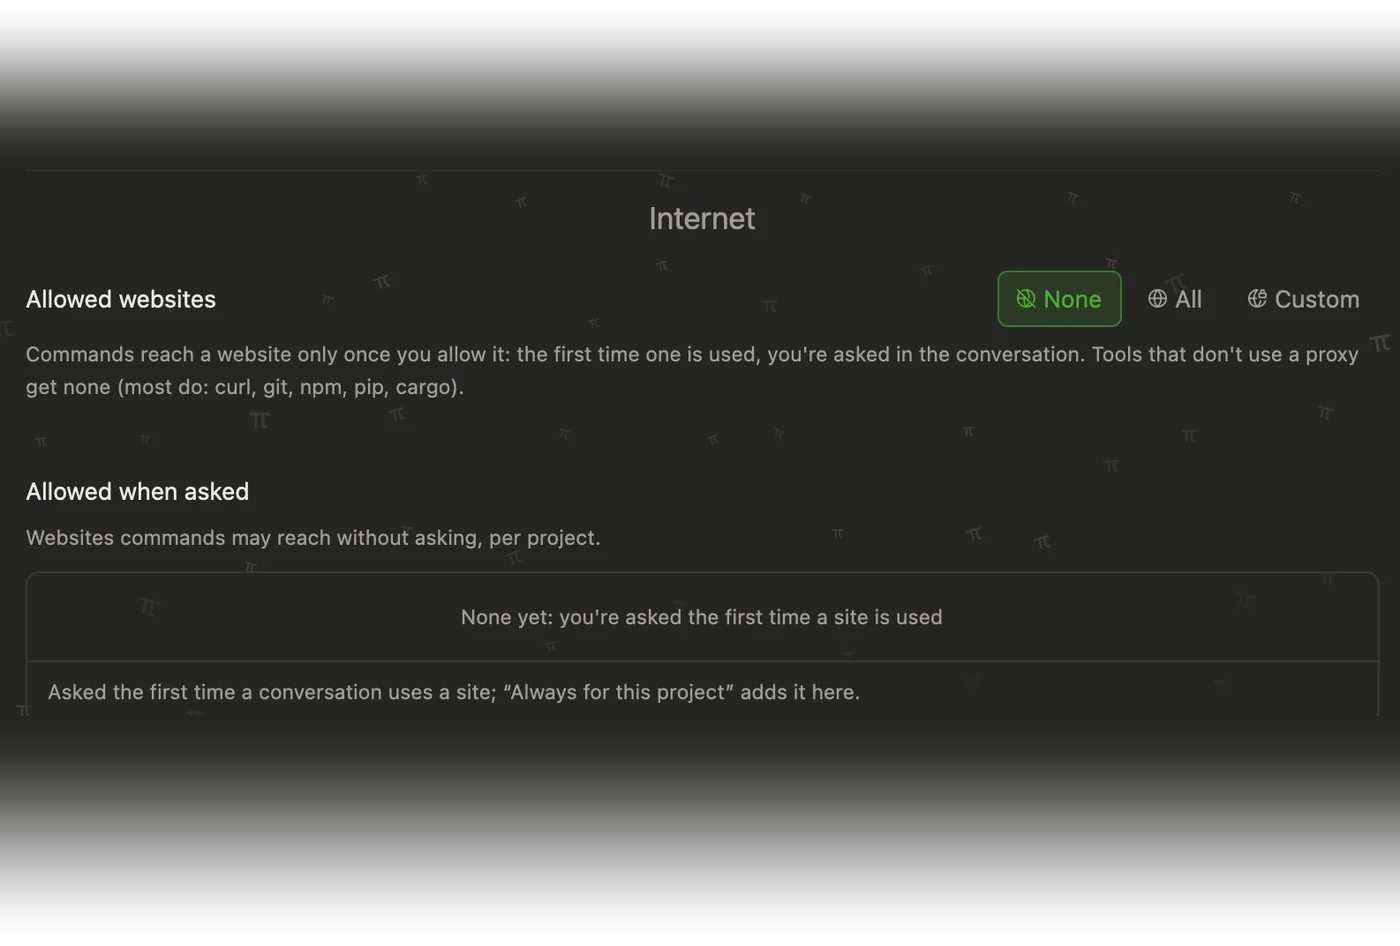 Internet
Allowed websites
None
All
Custom
Commands reach a website only once you allow it: the first time one is used, you're asked in the conversation. Tools that don't use a proxy
get none (most do: curl, git, npm, pip, cargo).
Allowed when asked
Websites commands may reach without asking, per project.
None yet: you're asked the first time a site is used
Asked the first time a conversation uses a site; “Always for this project” adds it here.